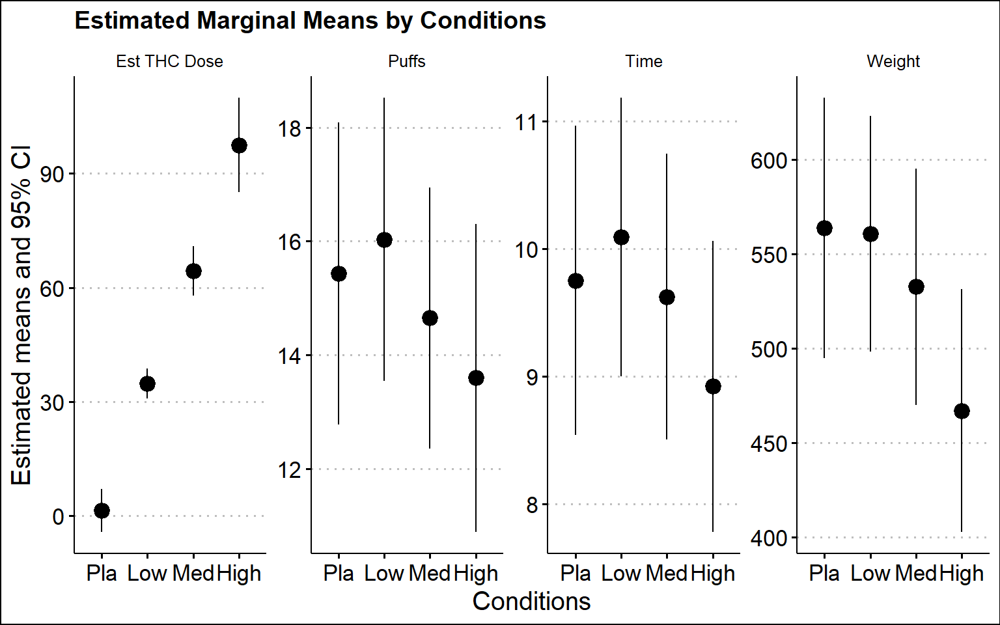 Estimated Marginal Means by Conditions
Est THC Dose
Puffs
Time
Weight
Estimated means and 95% CI
90
60
30
0
18
16
14
12
11
10
9
8
600
550
500
450
400
Pla Low Med High
Pla Low Med High
Pla Low Med High
Pla Low Med High
Conditions